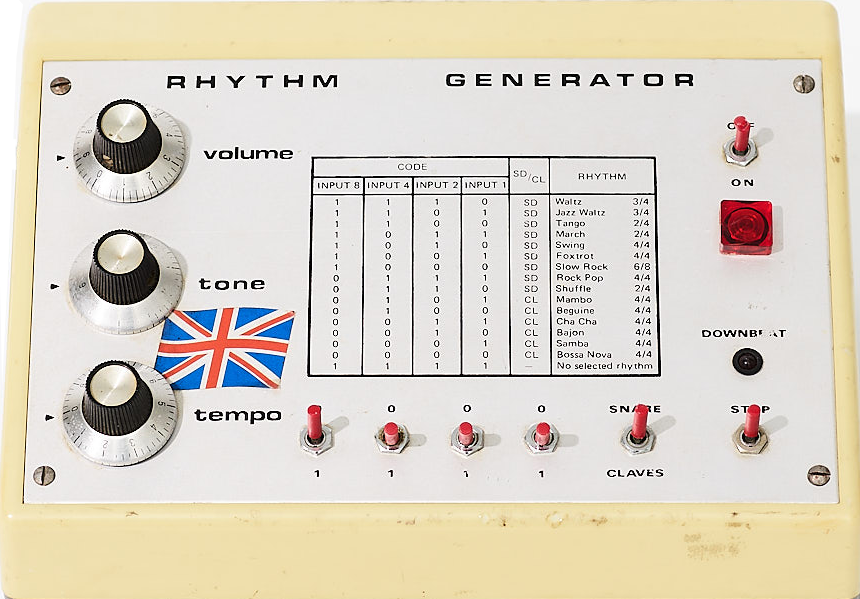 RHYTHM GENERATOR
volume
tone
tempo
CODE SD/CL RHYTHM
INPUT 8 INPUT 4 INPUT 2 INPUT 1
1 1 1 0 SD Waltz 3/4
1 1 0 1 SD Jazz Waltz 3/4
1 1 0 0 SD Tango 2/4
1 0 1 1 SD March 2/4
1 0 1 0 SD Swing 4/4
1 0 0 1 SD Foxtrot 4/4
1 0 0 0 SD Slow Rock 6/8
0 1 1 1 SD Rock Pop 4/4
0 1 1 0 SD Shuffle 2/4
0 1 0 1 CL Mambo 4/4
0 1 0 0 CL Beguine 4/4
0 0 1 1 CL Cha Cha 4/4
0 0 1 0 CL Bajon 4/4
0 0 0 1 CL Samba 4/4
0 0 0 0 CL Bossa Nova 4/4
1 1 1 1 – No selected rhythm
ON
DOWNBEAT
0 0 0 SNARE STOP
1 1 1 1 CLAVES